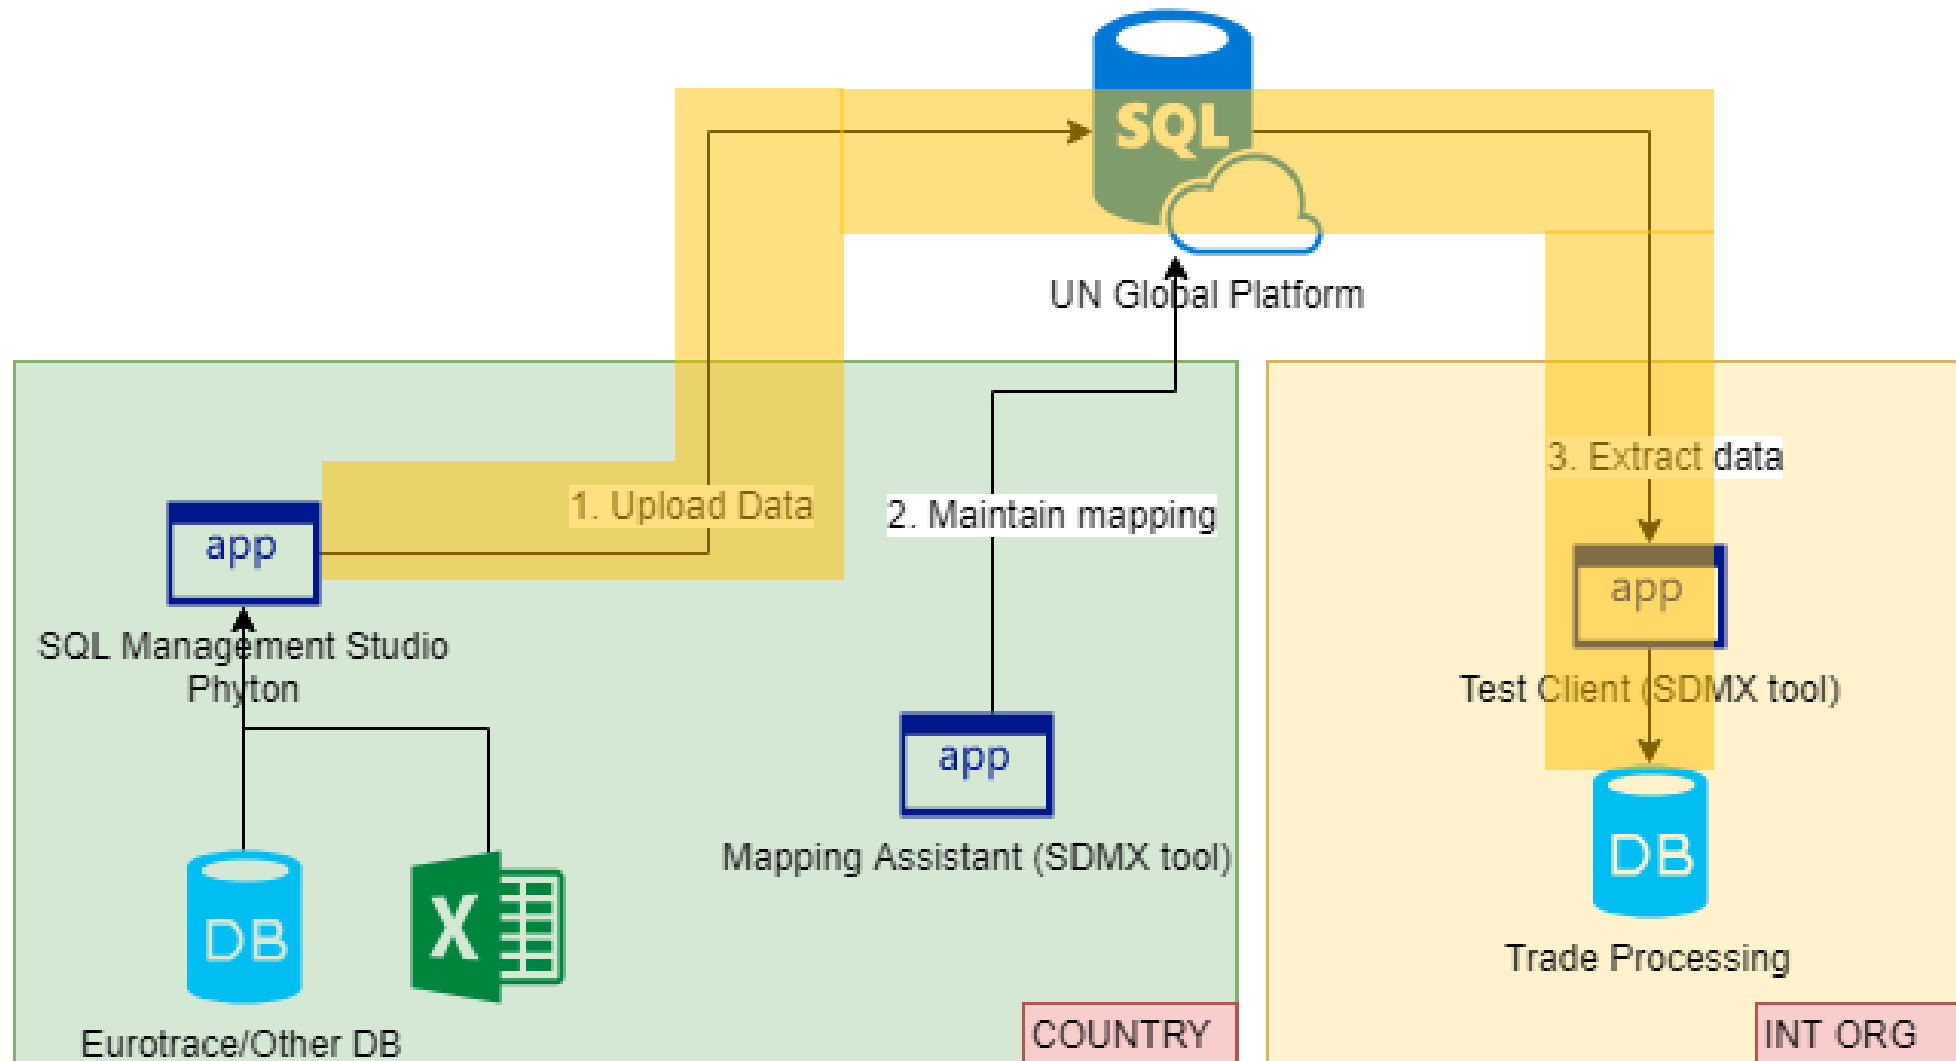 SQL
UN Global Platform
1. Upload Data
2. Maintain mapping
3. Extract data
app
SQL Management Studio
Phyton
app
Mapping Assistant (SDMX tool)
app
Test Client (SDMX tool)
DB
Eurotrace/Other DB
X
DB
Trade Processing
COUNTRY
INT ORG